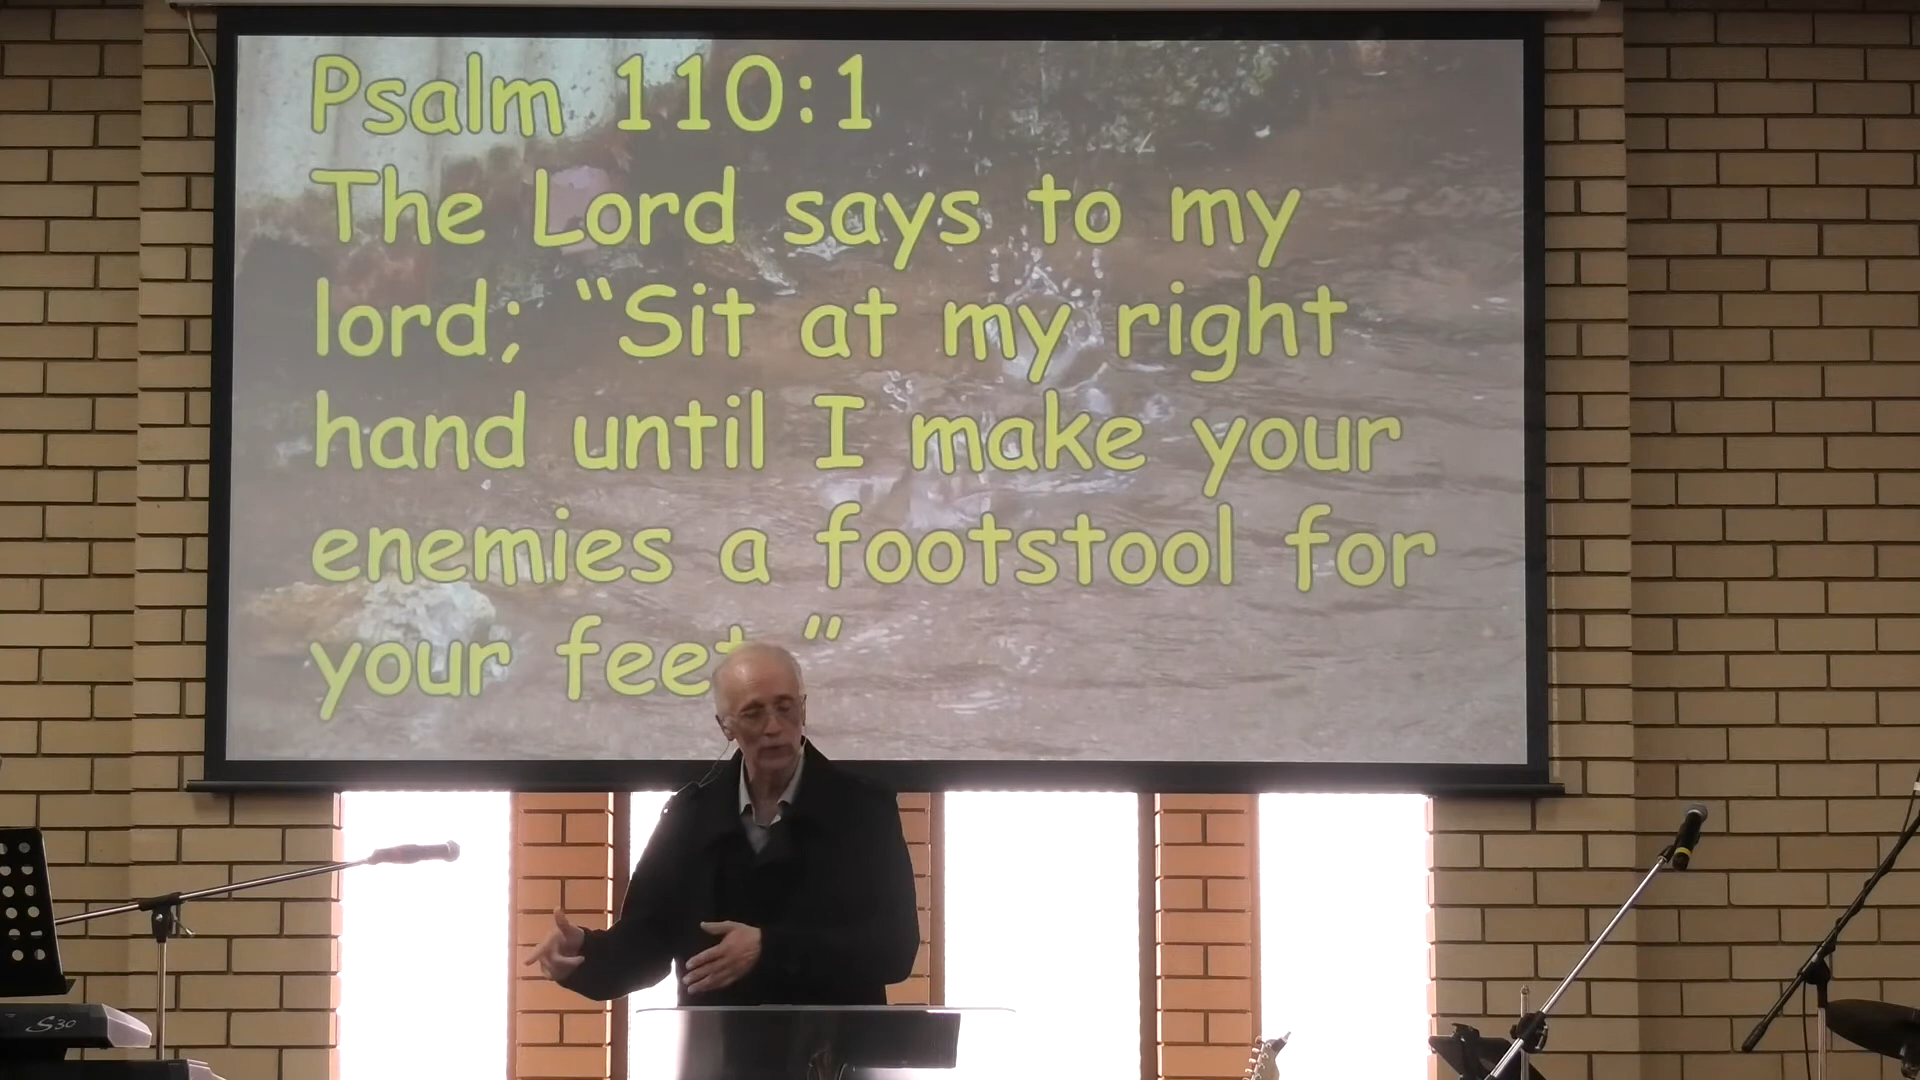 Psalm 110:1
The Lord says to my
lord; “Sit at my right
hand until I make your
enemies a footstool for
your feet.”
S30